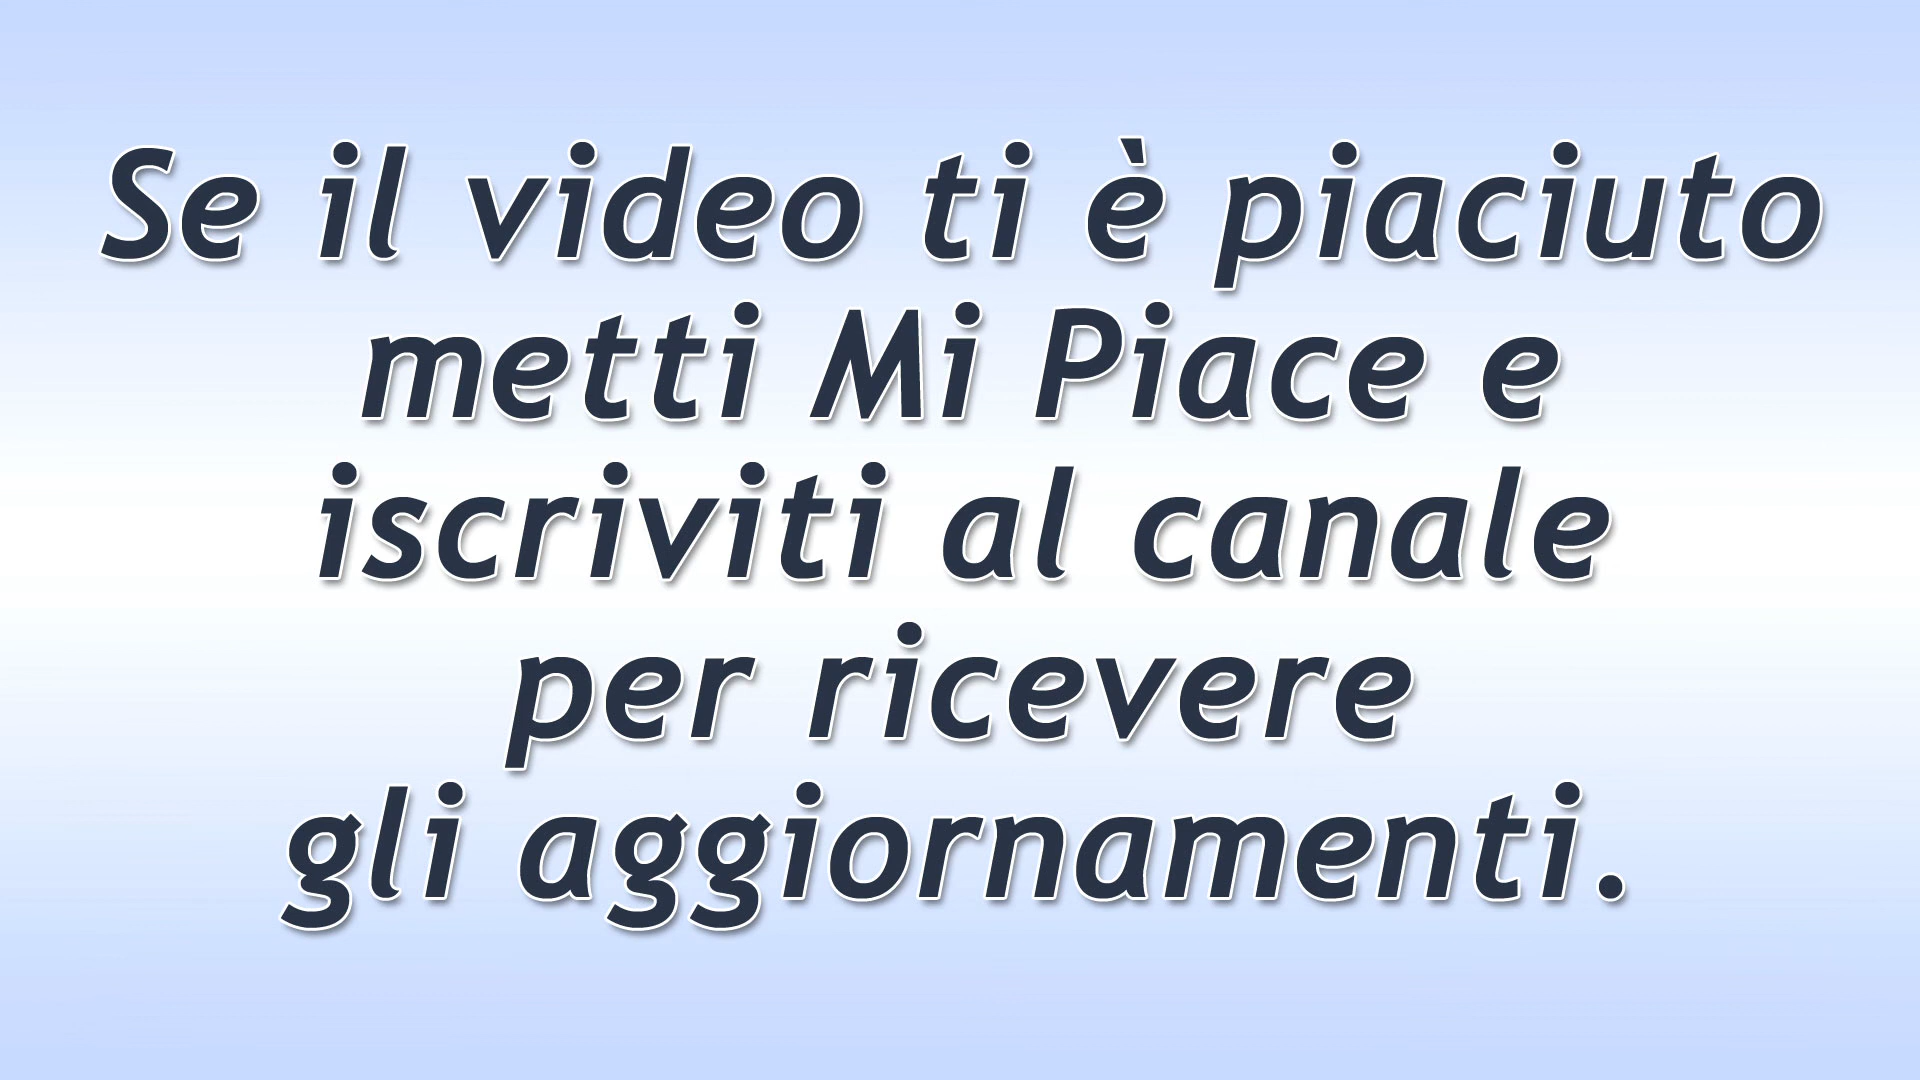 Se il video ti è piaciuto
metti Mi Piace e
iscriviti al canale
per ricevere
gli aggiornamenti.